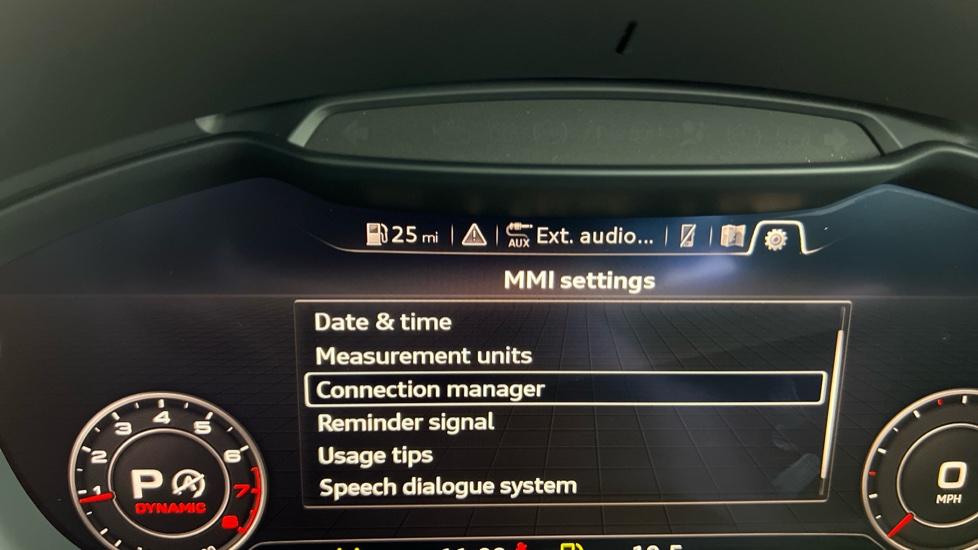 25 mi AUX Ext. audio...
MMI settings
Date & time
Measurement units
Connection manager
Reminder signal
Usage tips
Speech dialogue system
1 2 3 4 5 6 7 8
P
DYNAMIC
0
MPH